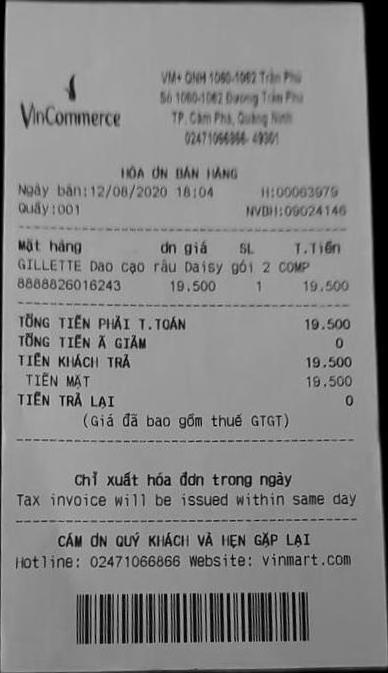 VinCommerce
VM+ QNH 1060-1062 Trần Phú
Số 1060-1062 Đường Trần Phú
TP. Cẩm Phả, Quảng Ninh
02471066866- 49301
HÓA ƠN BÁN HÀNG
Ngày bán:12/08/2020 18:04 H:00063979
Quầy:001 NVBH:09024146
Mặt hàng ơn giá SL T.Tiền
GILLETTE Dao cạo râu Daisy gói 2 COMP
8888826016243 19.500 1 19.500
TỔNG TIỀN PHẢI T.TOÁN 19.500
TỔNG TIỀN Ã GIẢM 0
TIỀN KHÁCH TRẢ 19.500
TIỀN MẶT 19.500
TIỀN TRẢ LẠI 0
(Giá đã bao gồm thuế GTGT)
Chỉ xuất hóa đơn trong ngày
Tax invoice will be issued within same day
CẢM ƠN QUÝ KHÁCH VÀ HẸN GẶP LẠI
Hotline: 02471066866 Website: vinmart.com